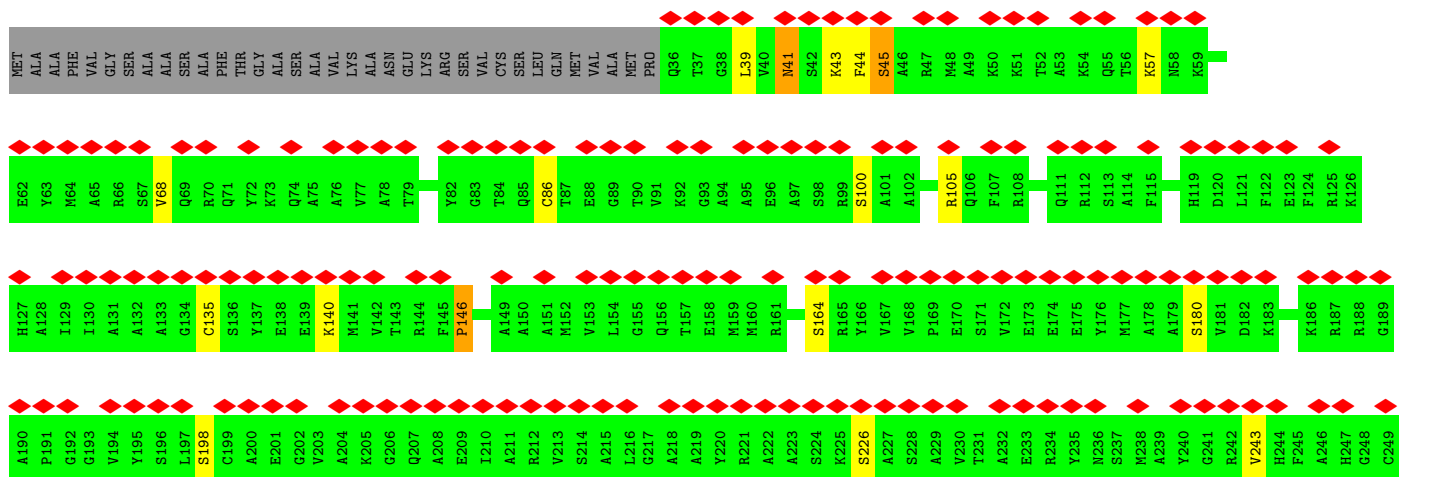 MET ALA ALA PHE VAL GLY SER ALA ALA SER ALA PHE THR GLY ALA SER ALA VAL LYS ALA ASN GLU LYS ARG SER VAL CYS SER LEU GLN MET VAL ALA MET PRO Q36 T37 G38 L39 V40 N41 S42 K43 F44 S45 A46 R47 M48 A49 K50 K51 T52 A53 K54 Q55 T56 K57 N58 K59
E62 Y63 M64 A65 R66 S67 V68 Q69 R70 Q71 Y72 K73 Q74 A75 A76 V77 A78 T79 Y82 G83 T84 Q85 C86 T87 E88 G89 T90 V91 K92 G93 A94 A95 E96 A97 S98 R99 S100 A101 A102 R105 Q106 F107 R108 Q111 R112 S113 A114 F115 H119 D120 L121 F122 E123 F124 R125 K126
H127 A128 I129 I130 A131 A132 A133 G134 C135 S136 Y137 E138 E139 K140 M141 V142 T143 R144 F145 P146 A149 A150 A151 M152 V153 L154 G155 Q156 T157 E158 M159 M160 R161 S164 R165 Y166 V167 V168 P169 E170 S171 V172 E173 E174 E175 Y176 M177 A178 A179 S180 V181 D182 K183 K186 R187 R188 G189
A190 P191 G192 G193 V194 Y195 S196 L197 S198 C199 A200 E201 G202 V203 A204 K205 G206 Q207 A208 E209 I210 A211 R212 V213 S214 A215 L216 G217 A218 A219 Y220 R221 A222 A223 S224 K225 S226 A227 S228 A229 V230 T231 A232 E233 R234 Y235 N236 S237 M238 A239 Y240 G241 R242 V243 H244 F245 A246 H247 G248 C249